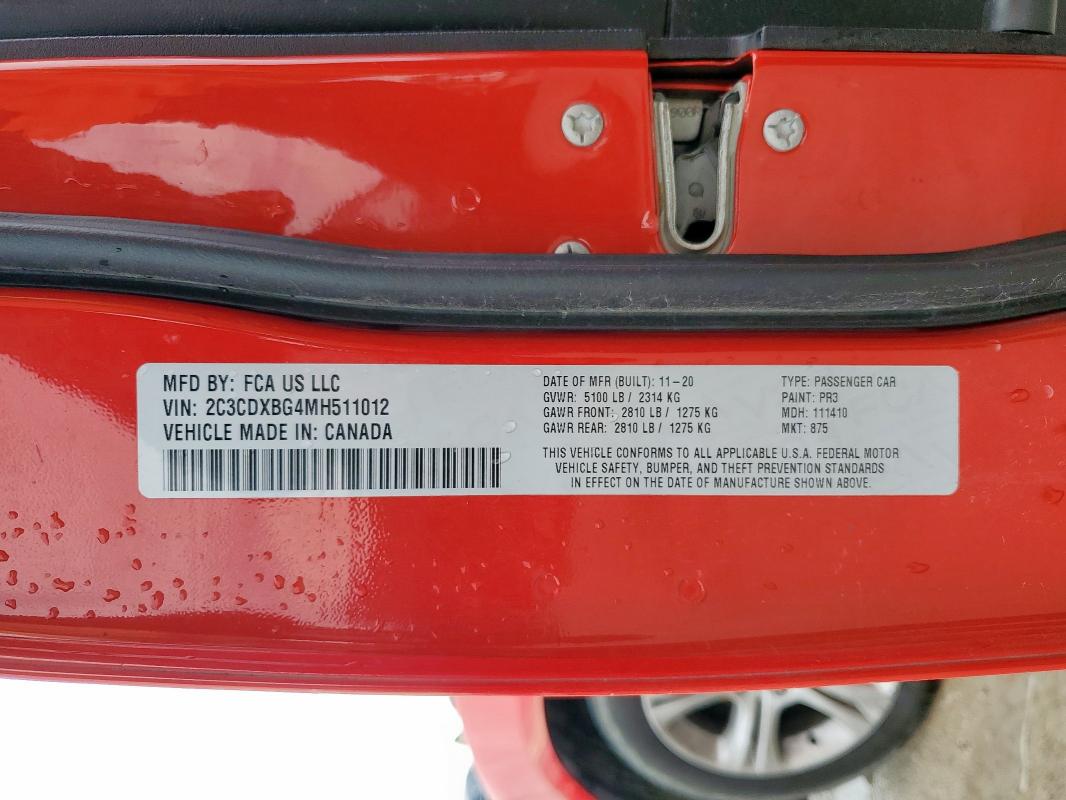 MFD BY: FCA US LLC
VIN: 2C3CDXBG4MH511012
VEHICLE MADE IN: CANADA
DATE OF MFR (BUILT): 11-20
GVWR: 5100 LB / 2314 KG
GAWR FRONT: 2810 LB / 1275 KG
GAWR REAR: 2810 LB / 1275 KG
TYPE: PASSENGER CAR
PAINT: PR3
MDH: 111410
MKT: 875
THIS VEHICLE CONFORMS TO ALL APPLICABLE U.S.A. FEDERAL MOTOR
VEHICLE SAFETY, BUMPER, AND THEFT PREVENTION STANDARDS
IN EFFECT ON THE DATE OF MANUFACTURE SHOWN ABOVE.